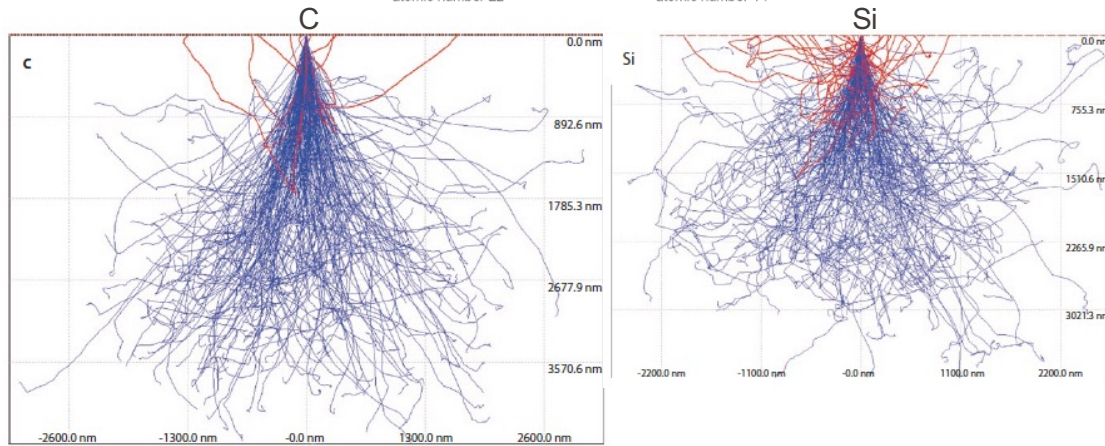 C
Si
c
0.0 nm
892.6 nm
1785.3 nm
2677.9 nm
3570.6 nm
-2600.0 nm
-1300.0 nm
-0.0 nm
1300.0 nm
2600.0 nm
Si
0.0 nm
755.3 nm
1510.6 nm
2265.9 nm
3021.3 nm
-2200.0 nm
-1100.0 nm
-0.0 nm
1100.0 nm
2200.0 nm